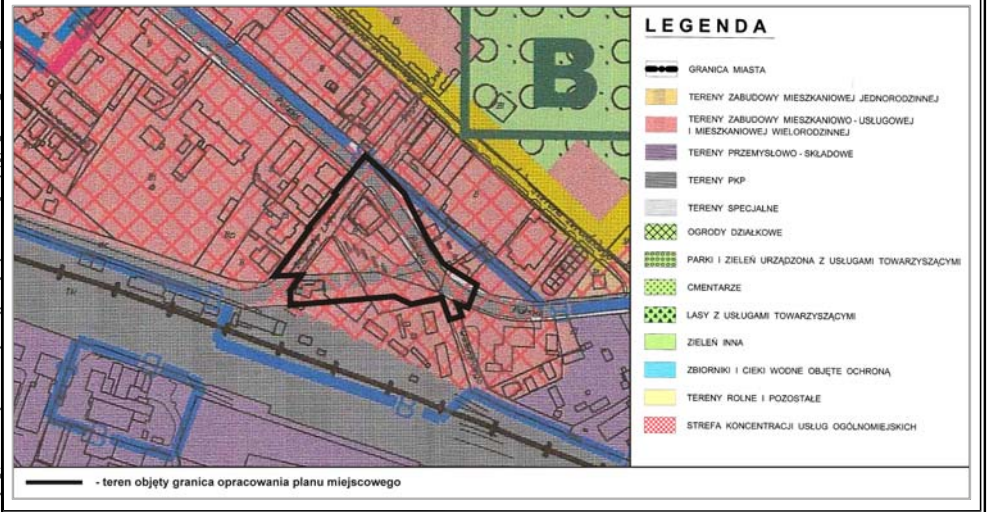 B
LEGENDA
GRANICA MIASTA
TERENY ZABUDOWY MIESZKANIOWEJ JEDNORODZINNEJ
TERENY ZABUDOWY MIESZKANIOWO - USŁUGOWEJ
I MIESZKANIOWEJ WIELORODZINNEJ
TERENY PRZEMYSŁOWO - SKŁADOWE
TERENY PKP
TERENY SPECJALNE
OGRODY DZIAŁKOWE
PARKI I ZIELEŃ URZĄDZONA Z USŁUGAMI TOWARZYSZĄCYMI
CMENTARZE
LASY Z USŁUGAMI TOWARZYSZĄCYMI
ZIELEŃ INNA
ZBIORNIKI I CIEKI WODNE OBJĘTE OCHRONĄ
TERENY ROLNE I POZOSTAŁE
STREFA KONCENTRACJI USŁUG OGÓLNOMIEJSKICH
- teren objęty granica opracowania planu miejscowego